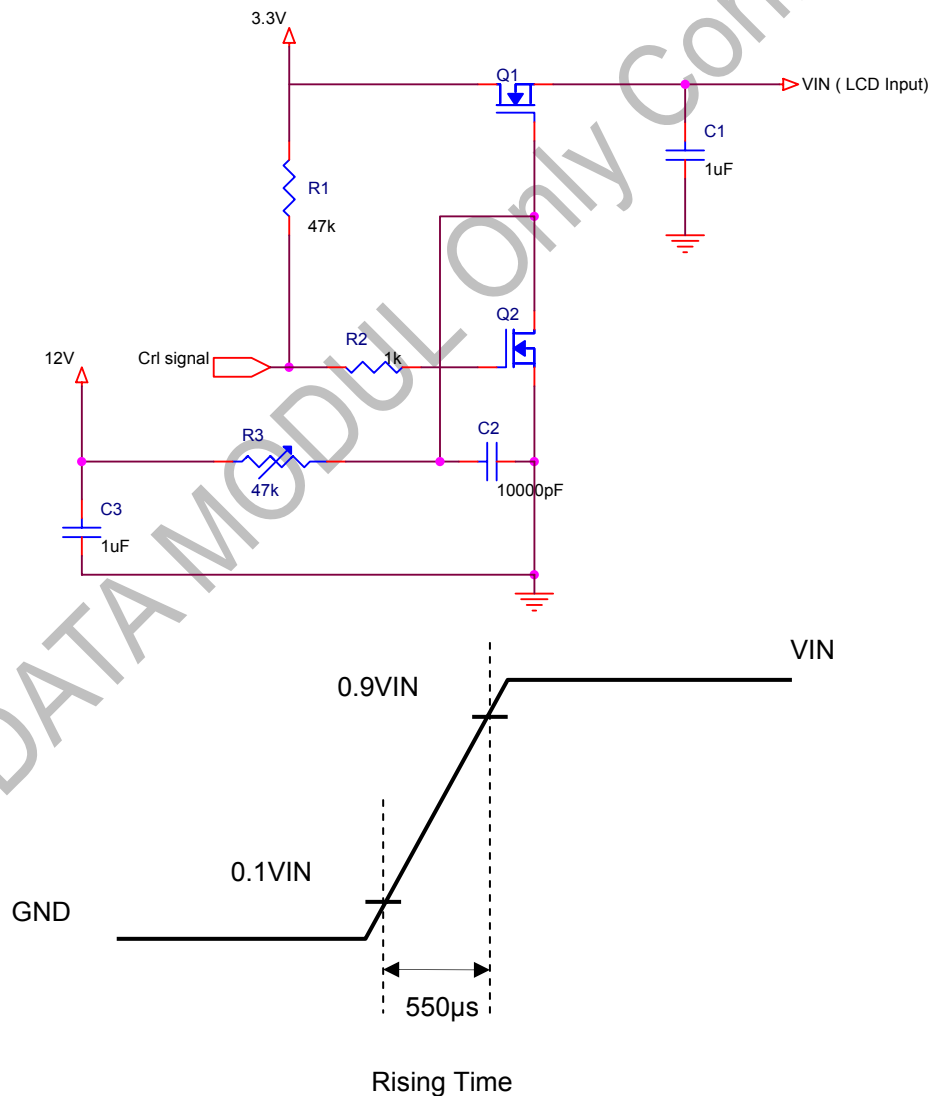 3.3V
Q1
VIN ( LCD Input)
C1
1uF
R1
47k
Q2
R2
1k
12V
Crl signal
R3
47k
C2
10000pF
C3
1uF
VIN
0.9VIN
0.1VIN
GND
550µs
Rising Time
DATA MODUL Only